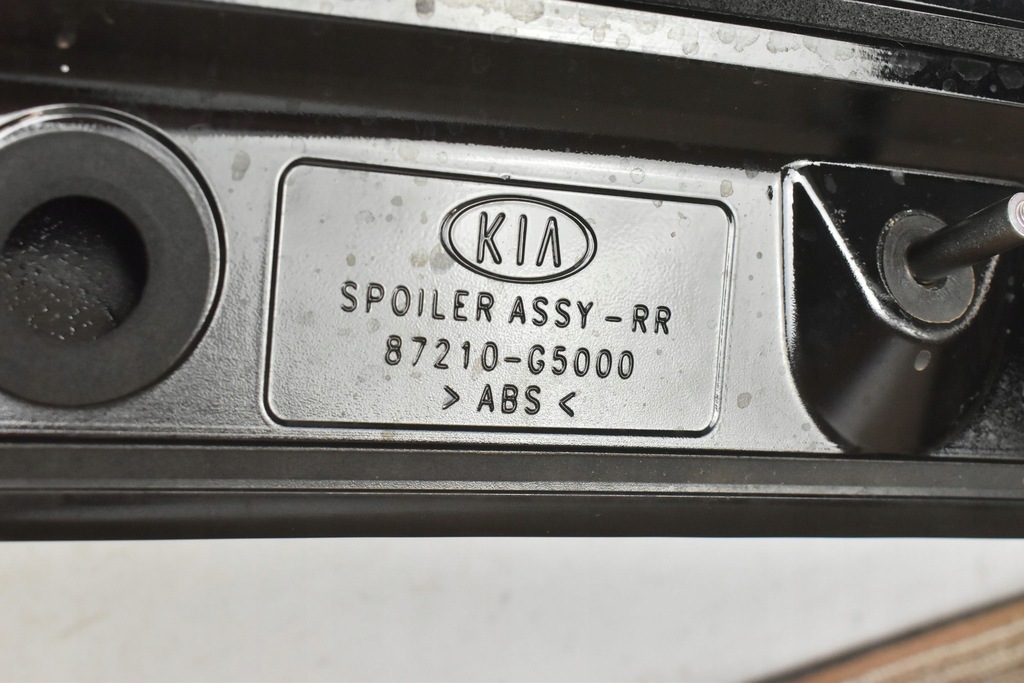 KIA
SPOILER ASSY-RR
87210-G5000
>ABS<